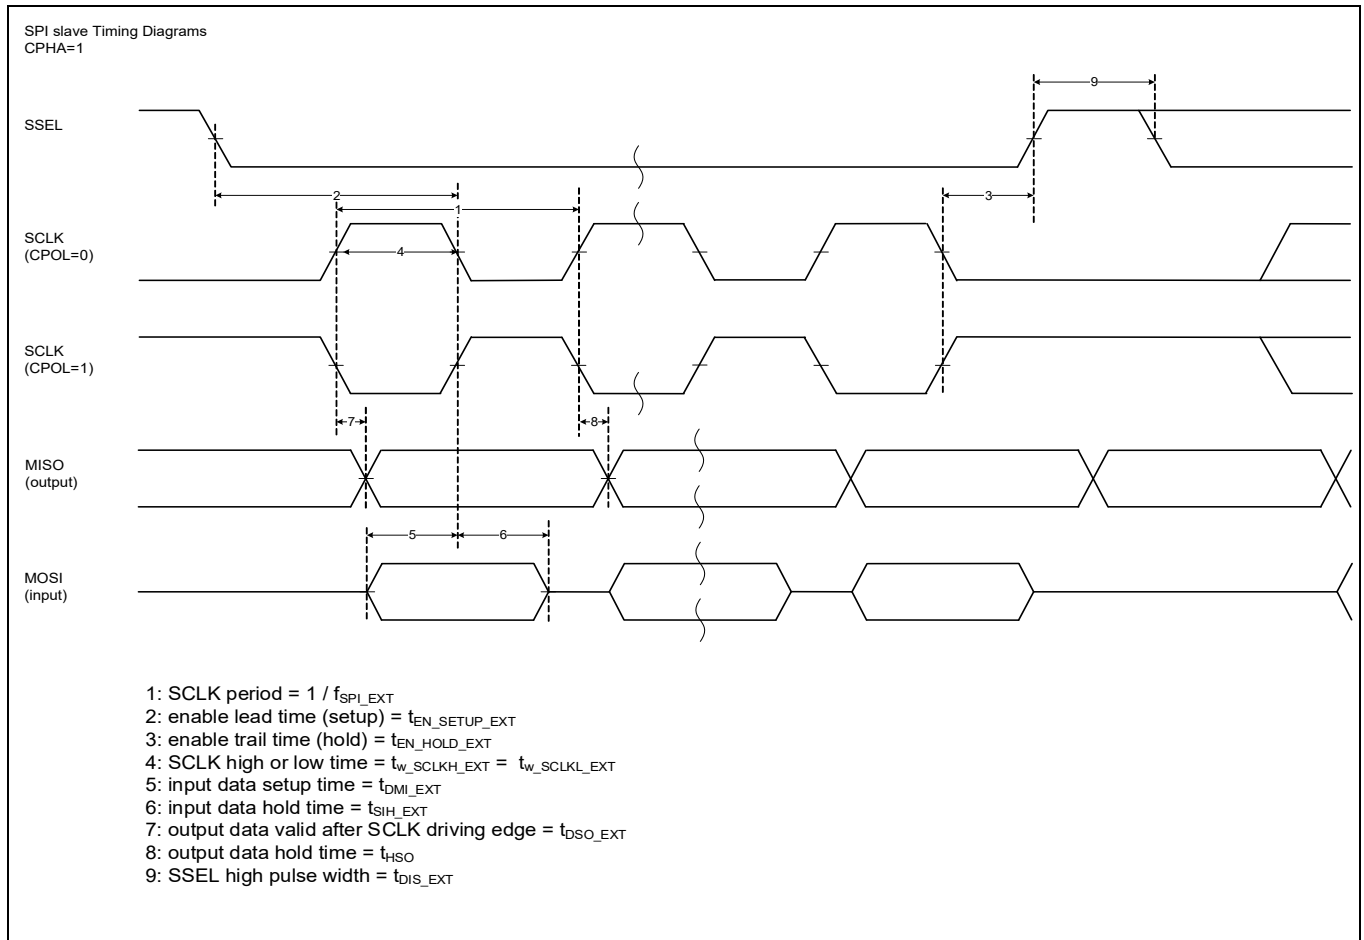 SPI slave Timing Diagrams
CPHA=1
9
SSEL
2
3
1
SCLK
(CPOL=0)
4
SCLK
(CPOL=1)
7
8
MISO
(output)
5
6
MOSI
(input)
1: SCLK period = 1 / fSPI_EXT
2: enable lead time (setup) = tEN_SETUP_EXT
3: enable trail time (hold) = tEN_HOLD_EXT
4: SCLK high or low time = tw_SCLKH_EXT = tw_SCLKL_EXT
5: input data setup time = tDMI_EXT
6: input data hold time = tSIH_EXT
7: output data valid after SCLK driving edge = tDSO_EXT
8: output data hold time = tHSO
9: SSEL high pulse width = tDIS_EXT